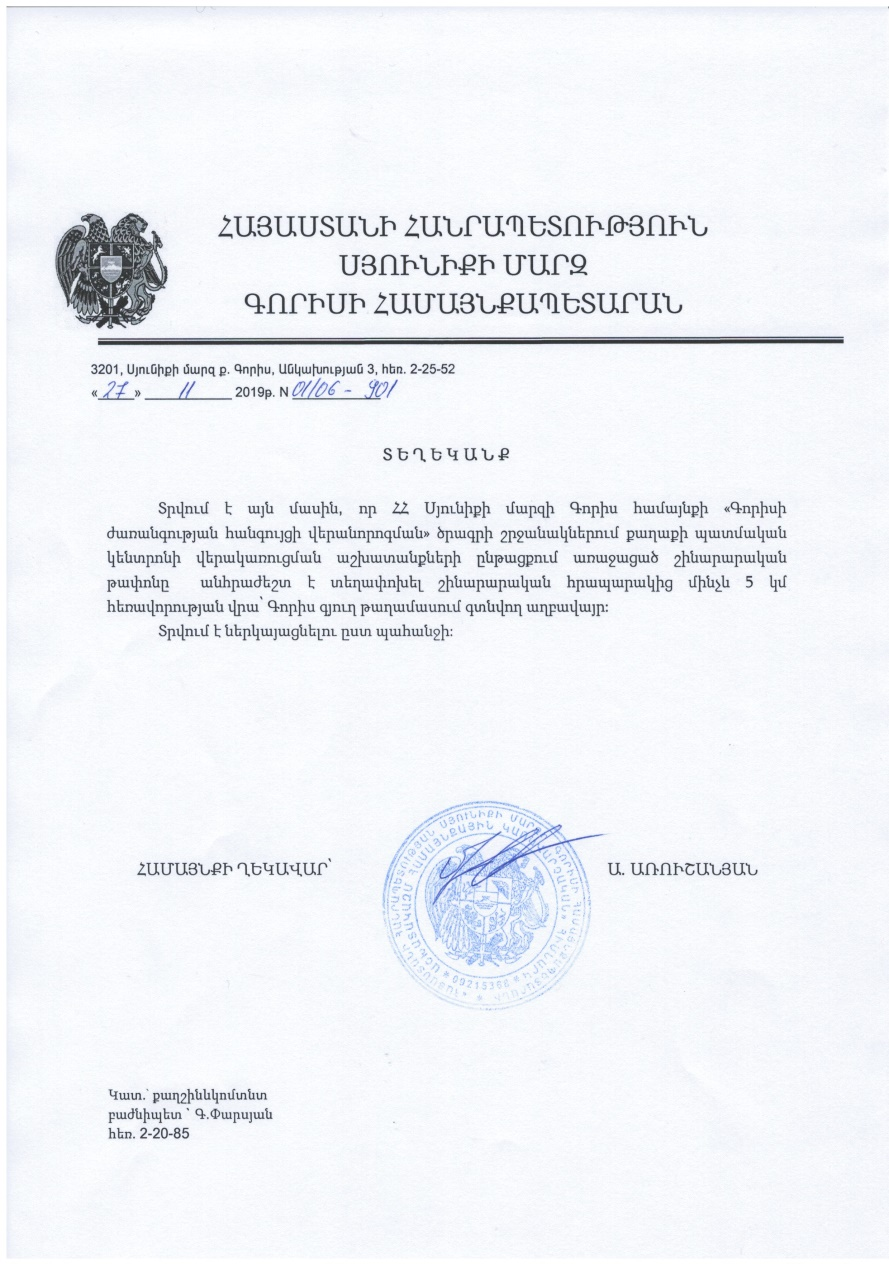 ՀԱՅԱՍՏԱՆԻ ՀԱՆՐԱՊԵՏՈՒԹՅՈՒՆ
ՍՅՈՒՆԻՔԻ ՄԱՐԶ
ԳՈՐԻՍԻ ՀԱՄԱՅՆՔԱՊԵՏԱՐԱՆ
3201, Սյունիքի մարզ ք. Գորիս, Անկախության 3, հեռ. 2-25-52
« 27 » 11 2019թ. N 01/06 - 901
ՏԵՂԵԿԱՆՔ
Տրվում է այն մասին, որ ՀՀ Սյունիքի մարզի Գորիս համայնքի «Գորիսի
ժառանգության հանգույցի վերանորոգման» ծրագրի շրջանակներում քաղաքի պատմական
կենտրոնի վերակառուցման աշխատանքների ընթացքում առաջացած շինարարական
թափոնը անհրաժեշտ է տեղափոխել շինարարական հրապարակից մինչև 5 կմ
հեռավորության վրա՝ Գորիս գյուղ թաղամասում գտնվող աղբավայր:
Տրվում է ներկայացնելու ըստ պահանջի:
ՀԱՄԱՅՆՔԻ ՂԵԿԱՎԱՐ՝
Ա. ԱՌՈՒՇԱՆՅԱՆ
09215366
Կատ.՝ քաղշինևկոմտնտ
բաժնիպետ ՝ Գ.Փարսյան
հեռ. 2-20-85